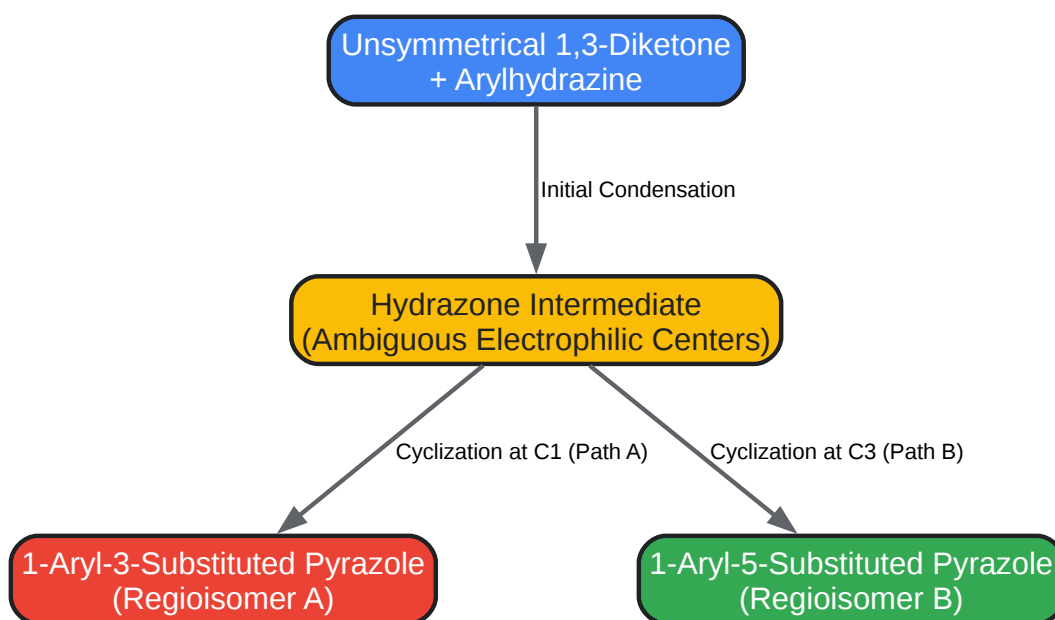 Unsymmetrical 1,3-Diketone
+ Arylhydrazine
Initial Condensation
Hydrazone Intermediate
(Ambiguous Electrophilic Centers)
Cyclization at C1 (Path A)
Cyclization at C3 (Path B)
1-Aryl-3-Substituted Pyrazole
(Regioisomer A)
1-Aryl-5-Substituted Pyrazole
(Regioisomer B)